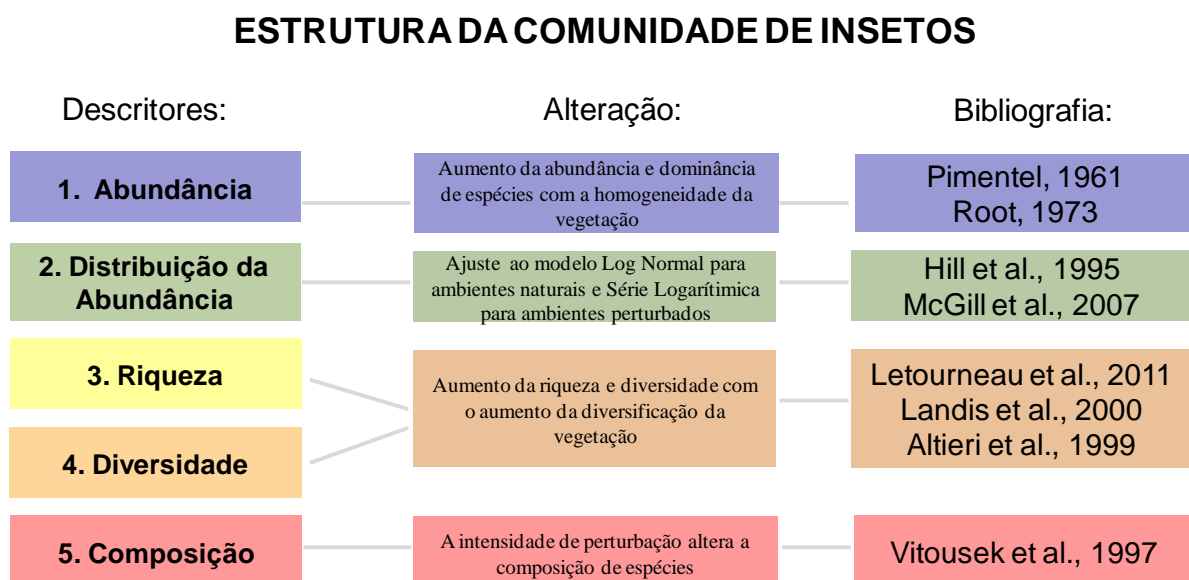 ESTRUTURA DA COMUNIDADE DE INSETOS
Descritores:
Alteração:
Bibliografia:
1. Abundância
Aumento da abundância e dominância
de espécies com a homogeneidade da
vegetação
Pimentel, 1961
Root, 1973
2. Distribuição da
Abundância
Ajuste ao modelo Log Normal para
ambientes naturais e Série Logarítimica
para ambientes perturbados
Hill et al., 1995
McGill et al., 2007
3. Riqueza
4. Diversidade
Aumento da riqueza e diversidade com
o aumento da diversificação da
vegetação
Letourneau et al., 2011
Landis et al., 2000
Altieri et al., 1999
5. Composição
A intensidade de perturbação altera a
composição de espécies
Vitousek et al., 1997